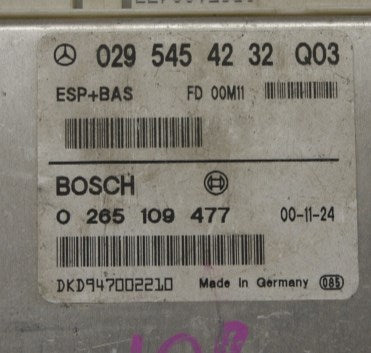 029 545 42 32 Q03
ESP+BAS FD 00M11
BOSCH
0 265 109 477 00-11-24
DKD947002210 Made in Germany 085